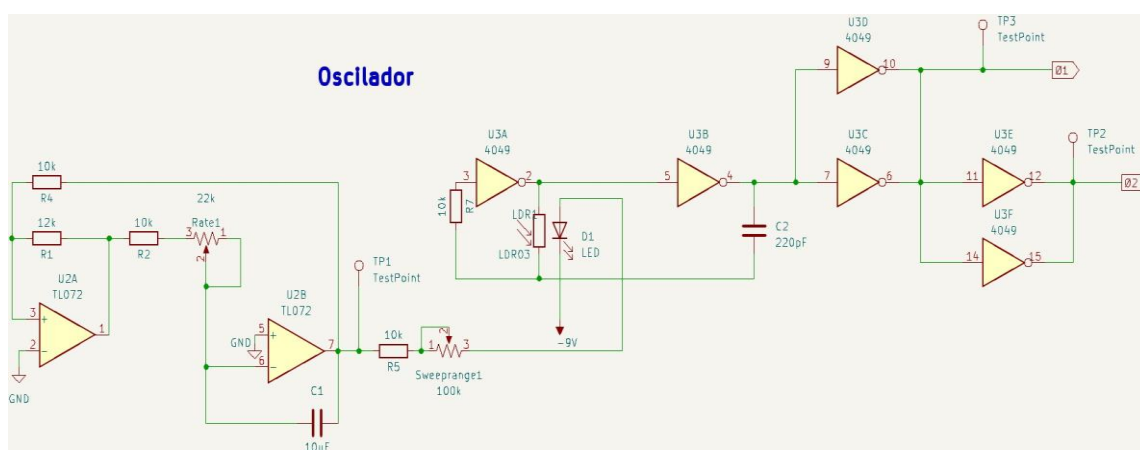 Oscilador
U3D
4049
9
10
TP3
TestPoint
Ø1
U3A
4049
3
2
U3B
4049
5
4
U3C
4049
7
6
U3E
4049
11
12
TP2
TestPoint
Ø2
U3F
4049
14
15
10k
R4
12k
R1
10k
R2
22k
Rate1
3
1
2
U2A
TL072
3
+
2
-
1
GND
U2B
TL072
5
+
6
-
7
GND
C1
10uF
TP1
TestPoint
10k
R5
1
2
3
Sweeprange1
100k
10k
R7
LDR1
LDR03
D1
LED
-9V
C2
220pF